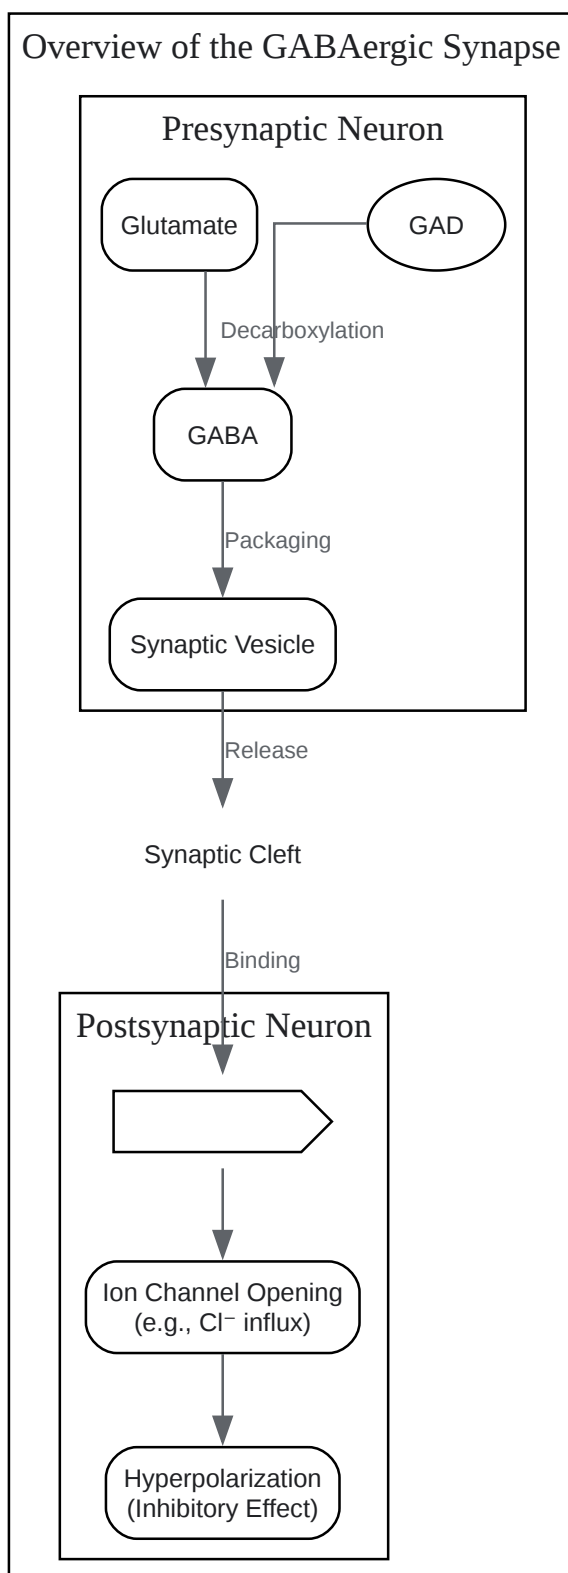 Overview of the GABAergic Synapse
Presynaptic Neuron
Glutamate
GAD
Decarboxylation
GABA
Packaging
Synaptic Vesicle
Release
Synaptic Cleft
Binding
Postsynaptic Neuron
Ion Channel Opening
(e.g., Cl⁻ influx)
Hyperpolarization
(Inhibitory Effect)